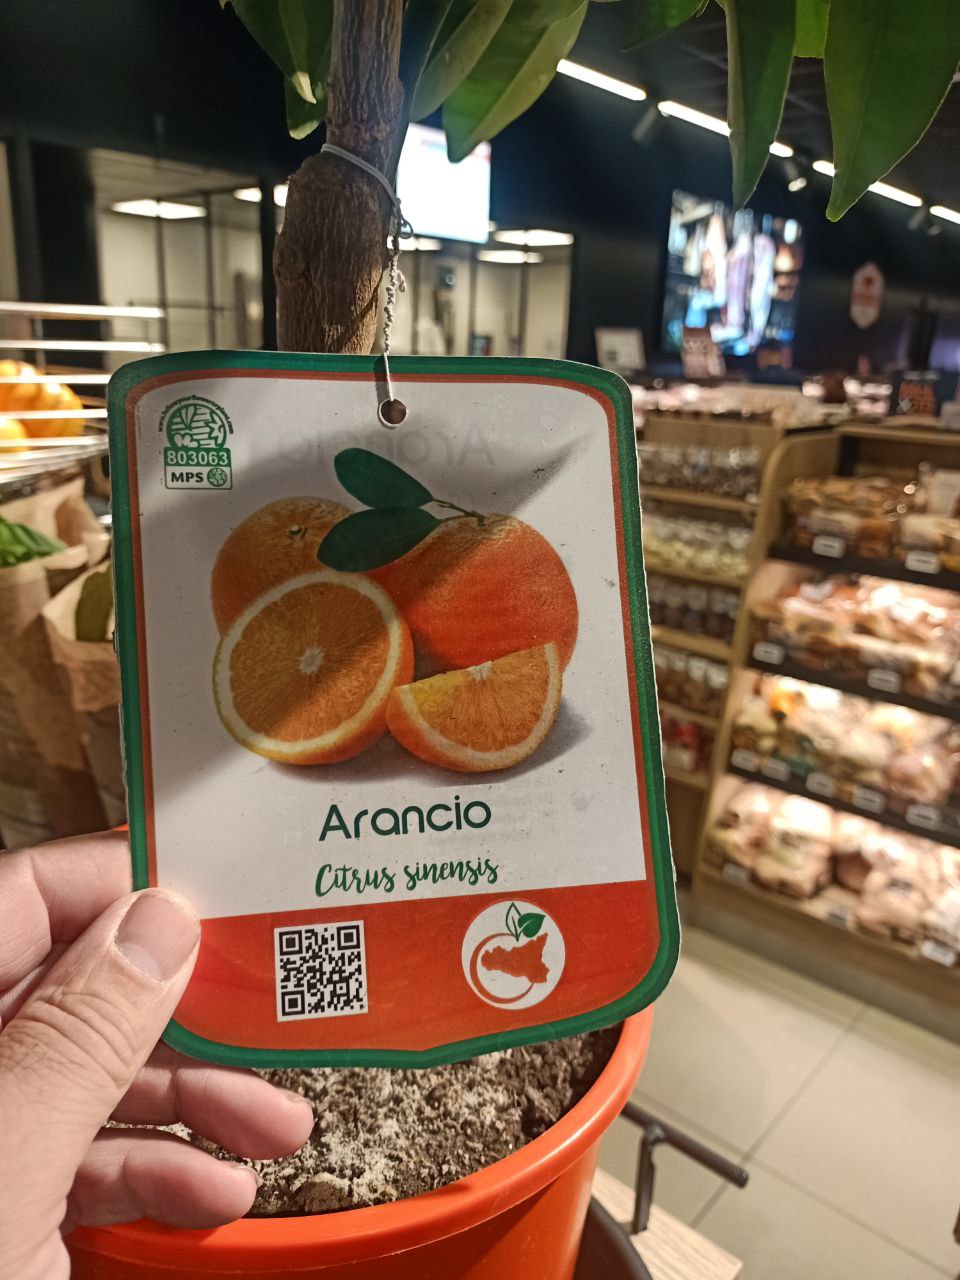 803063
MPS
Arancio
Citrus sinensis